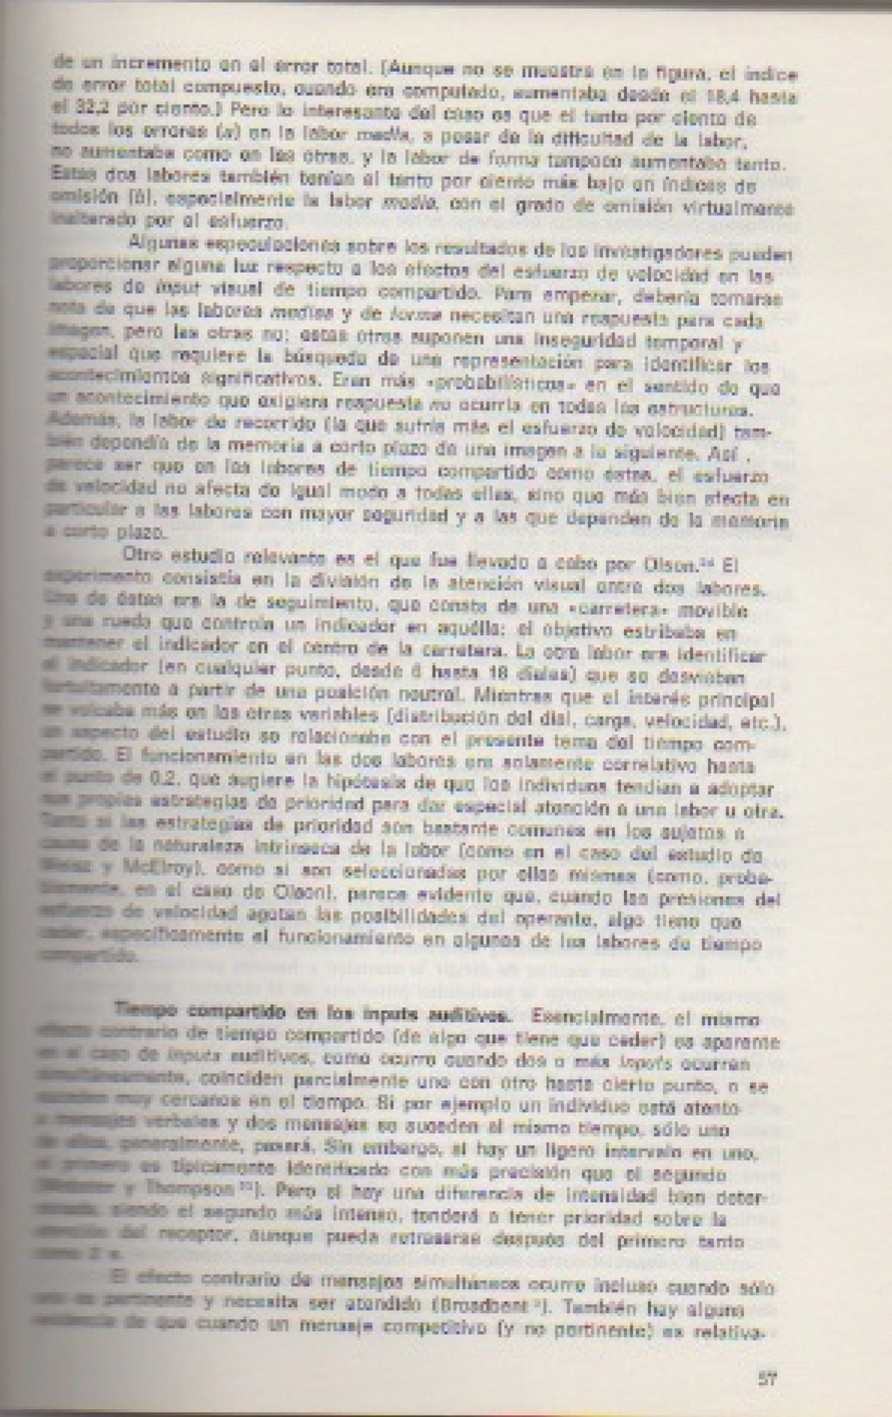 de un incremento en el error total. (Aunque no se muestra en la figura, el índice
de error total compuesto, cuando era computado, aumentaba desde el 18,4 hasta
el 32,2 por ciento.) Pero lo interesante del caso es que el tanto por ciento de
todos los errores (a) en la labor media, a pesar de la dificultad de la labor,
no aumentaba como en las otras, y la labor de forma tampoco aumentaba tanto.
Estas dos labores también tenían el tanto por ciento más bajo en índices de
omisión (b), especialmente la labor media, con el grado de omisión virtualmente
inalterado por el esfuerzo.
Algunas especulaciones sobre los resultados de los investigadores pueden
proporcionar alguna luz respecto a los efectos del esfuerzo de velocidad en las
labores de input visual de tiempo compartido. Para empezar, debería tomarse
nota de que las labores medias y de forma necesitan una respuesta para cada
imagen, pero las otras no; estas otras suponen una inseguridad temporal y
espacial que requiere la búsqueda de una representación para identificar los
acontecimientos significativos. Eran más «probabilísticos» en el sentido de que
un acontecimiento que exigiera respuesta no ocurría en todas las estructuras.
Además, la labor de recorrido (la que sufría más el esfuerzo de velocidad) tam-
bién dependía de la memoria a corto plazo de una imagen a la siguiente. Así,
parece ser que en las labores de tiempo compartido como éstas, el esfuerzo
de velocidad no afecta de igual modo a todas ellas, sino que más bien afecta en
particular a las labores con mayor seguridad y a las que dependen de la memoria
a corto plazo.
Otro estudio relevante es el que fue llevado a cabo por Olson. El
experimento consistía en la división de la atención visual entre dos labores.
Una de éstas era la de seguimiento, que consta de una «carretera» movible
y una rueda que controla un indicador en aquélla; el objetivo estribaba en
mantener el indicador en el centro de la carretera. La otra labor era identificar
el indicador (en cualquier punto, desde 6 hasta 18 diales) que se desviaban
fortuitamente a partir de una posición neutral. Mientras que el interés principal
se volcaba más en las otras variables (distribución del dial, carga, velocidad, etc.),
un aspecto del estudio se relacionaba con el presente tema del tiempo com-
partido. El funcionamiento en las dos labores era solamente correlativo hasta
el punto de 0.2, que sugiere la hipótesis de que los individuos tendían a adoptar
sus propias estrategias de prioridad para dar especial atención a una labor u otra.
Tanto si las estrategias de prioridad son bastante comunes en los sujetos a
causa de la naturaleza intrínseca de la labor (como en el caso del estudio de
y McElroy), como si son seleccionadas por ellos mismos (como, proba-
blemente, en el caso de Olson), parece evidente que, cuando las presiones del
esfuerzo de velocidad agotan las posibilidades del operante, algo tiene que
ceder, específicamente el funcionamiento en algunas de las labores de tiempo
compartido.
Tiempo compartido en los inputs auditivos. Esencialmente, el mismo
efecto contrario de tiempo compartido (de algo que tiene que ceder) es aparente
en el caso de inputs auditivos, como ocurre cuando dos o más inputs ocurren
simultáneamente, coinciden parcialmente uno con otro hasta cierto punto, o se
muy cercanos en el tiempo. Si por ejemplo un individuo está atento
a mensajes verbales y dos mensajes se suceden al mismo tiempo, sólo uno
de ellos, generalmente, pasará. Sin embargo, si hay un ligero intervalo en uno,
el primero es típicamente identificado con más precisión que el segundo
(Webster y Thompson). Pero si hay una diferencia de intensidad bien deter-
minada, siendo el segundo más intenso, tenderá a tener prioridad sobre la
atención del receptor, aunque pueda retrasarse después del primero tanto
como 2 s.
El efecto contrario de mensajes simultáneos ocurre incluso cuando sólo
uno es pertinente y necesita ser atendido (Broadbent). También hay alguna
evidencia de que cuando un mensaje competitivo (y no pertinente) es relativa-
57